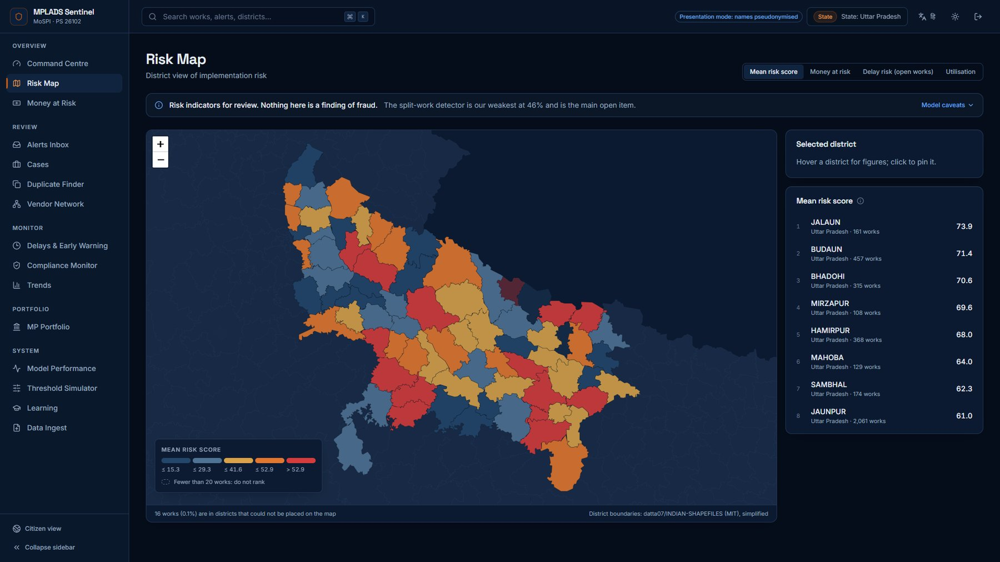 MPLADS Sentinel
MoSPI · PS 26102
Search works, alerts, districts...
⌘ K
Presentation mode: names pseudonymised
State
State: Uttar Pradesh
हि
OVERVIEW
Command Centre
Risk Map
Money at Risk
REVIEW
Alerts Inbox
Cases
Duplicate Finder
Vendor Network
MONITOR
Delays & Early Warning
Compliance Monitor
Trends
PORTFOLIO
MP Portfolio
SYSTEM
Model Performance
Threshold Simulator
Learning
Data Ingest
Citizen view
Collapse sidebar
Risk Map
District view of implementation risk
Mean risk score
Money at risk
Delay risk (open works)
Utilisation
Risk indicators for review. Nothing here is a finding of fraud. The split-work detector is our weakest at 46% and is the main open item.
Model caveats
+
−
MEAN RISK SCORE
≤ 15.3 ≤ 29.3 ≤ 41.6 ≤ 52.9 > 52.9
Fewer than 20 works: do not rank
16 works (0.1%) are in districts that could not be placed on the map
District boundaries: datta07/INDIAN-SHAPEFILES (MIT), simplified
Selected district
Hover a district for figures; click to pin it.
Mean risk score
1 JALAUN 73.9
Uttar Pradesh · 161 works
2 BUDAUN 71.4
Uttar Pradesh · 457 works
3 BHADOHI 70.6
Uttar Pradesh · 315 works
4 MIRZAPUR 69.6
Uttar Pradesh · 108 works
5 HAMIRPUR 68.0
Uttar Pradesh · 368 works
6 MAHOBA 64.0
Uttar Pradesh · 129 works
7 SAMBHAL 62.3
Uttar Pradesh · 174 works
8 JAUNPUR 61.0
Uttar Pradesh · 2,061 works